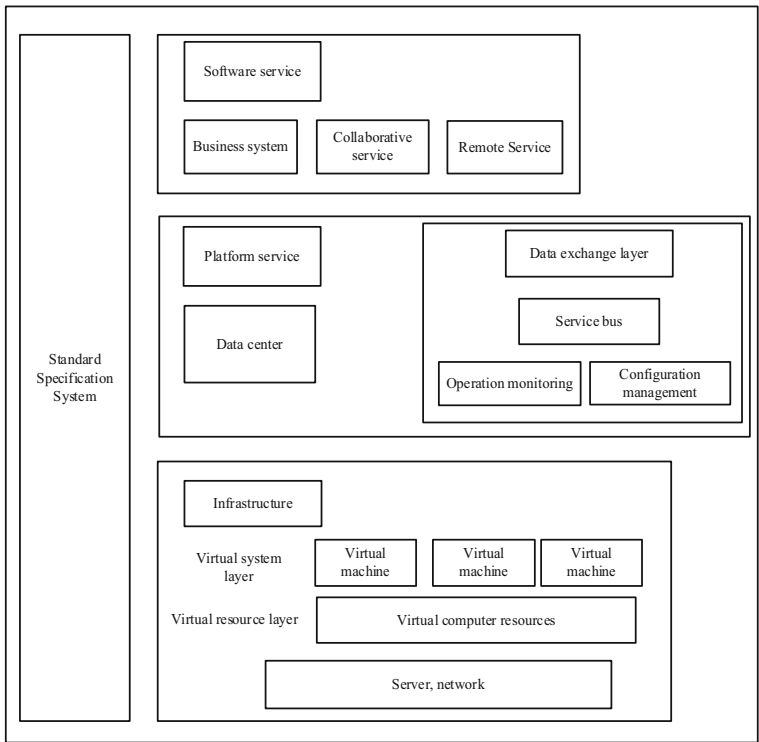 Standard
Specification
System
Software service
Business system
Collaborative
service
Remote Service
Platform service
Data center
Data exchange layer
Service bus
Operation monitoring
Configuration
management
Infrastructure
Virtual system
layer
Virtual
machine
Virtual
machine
Virtual
machine
Virtual resource layer
Virtual computer resources
Server, network